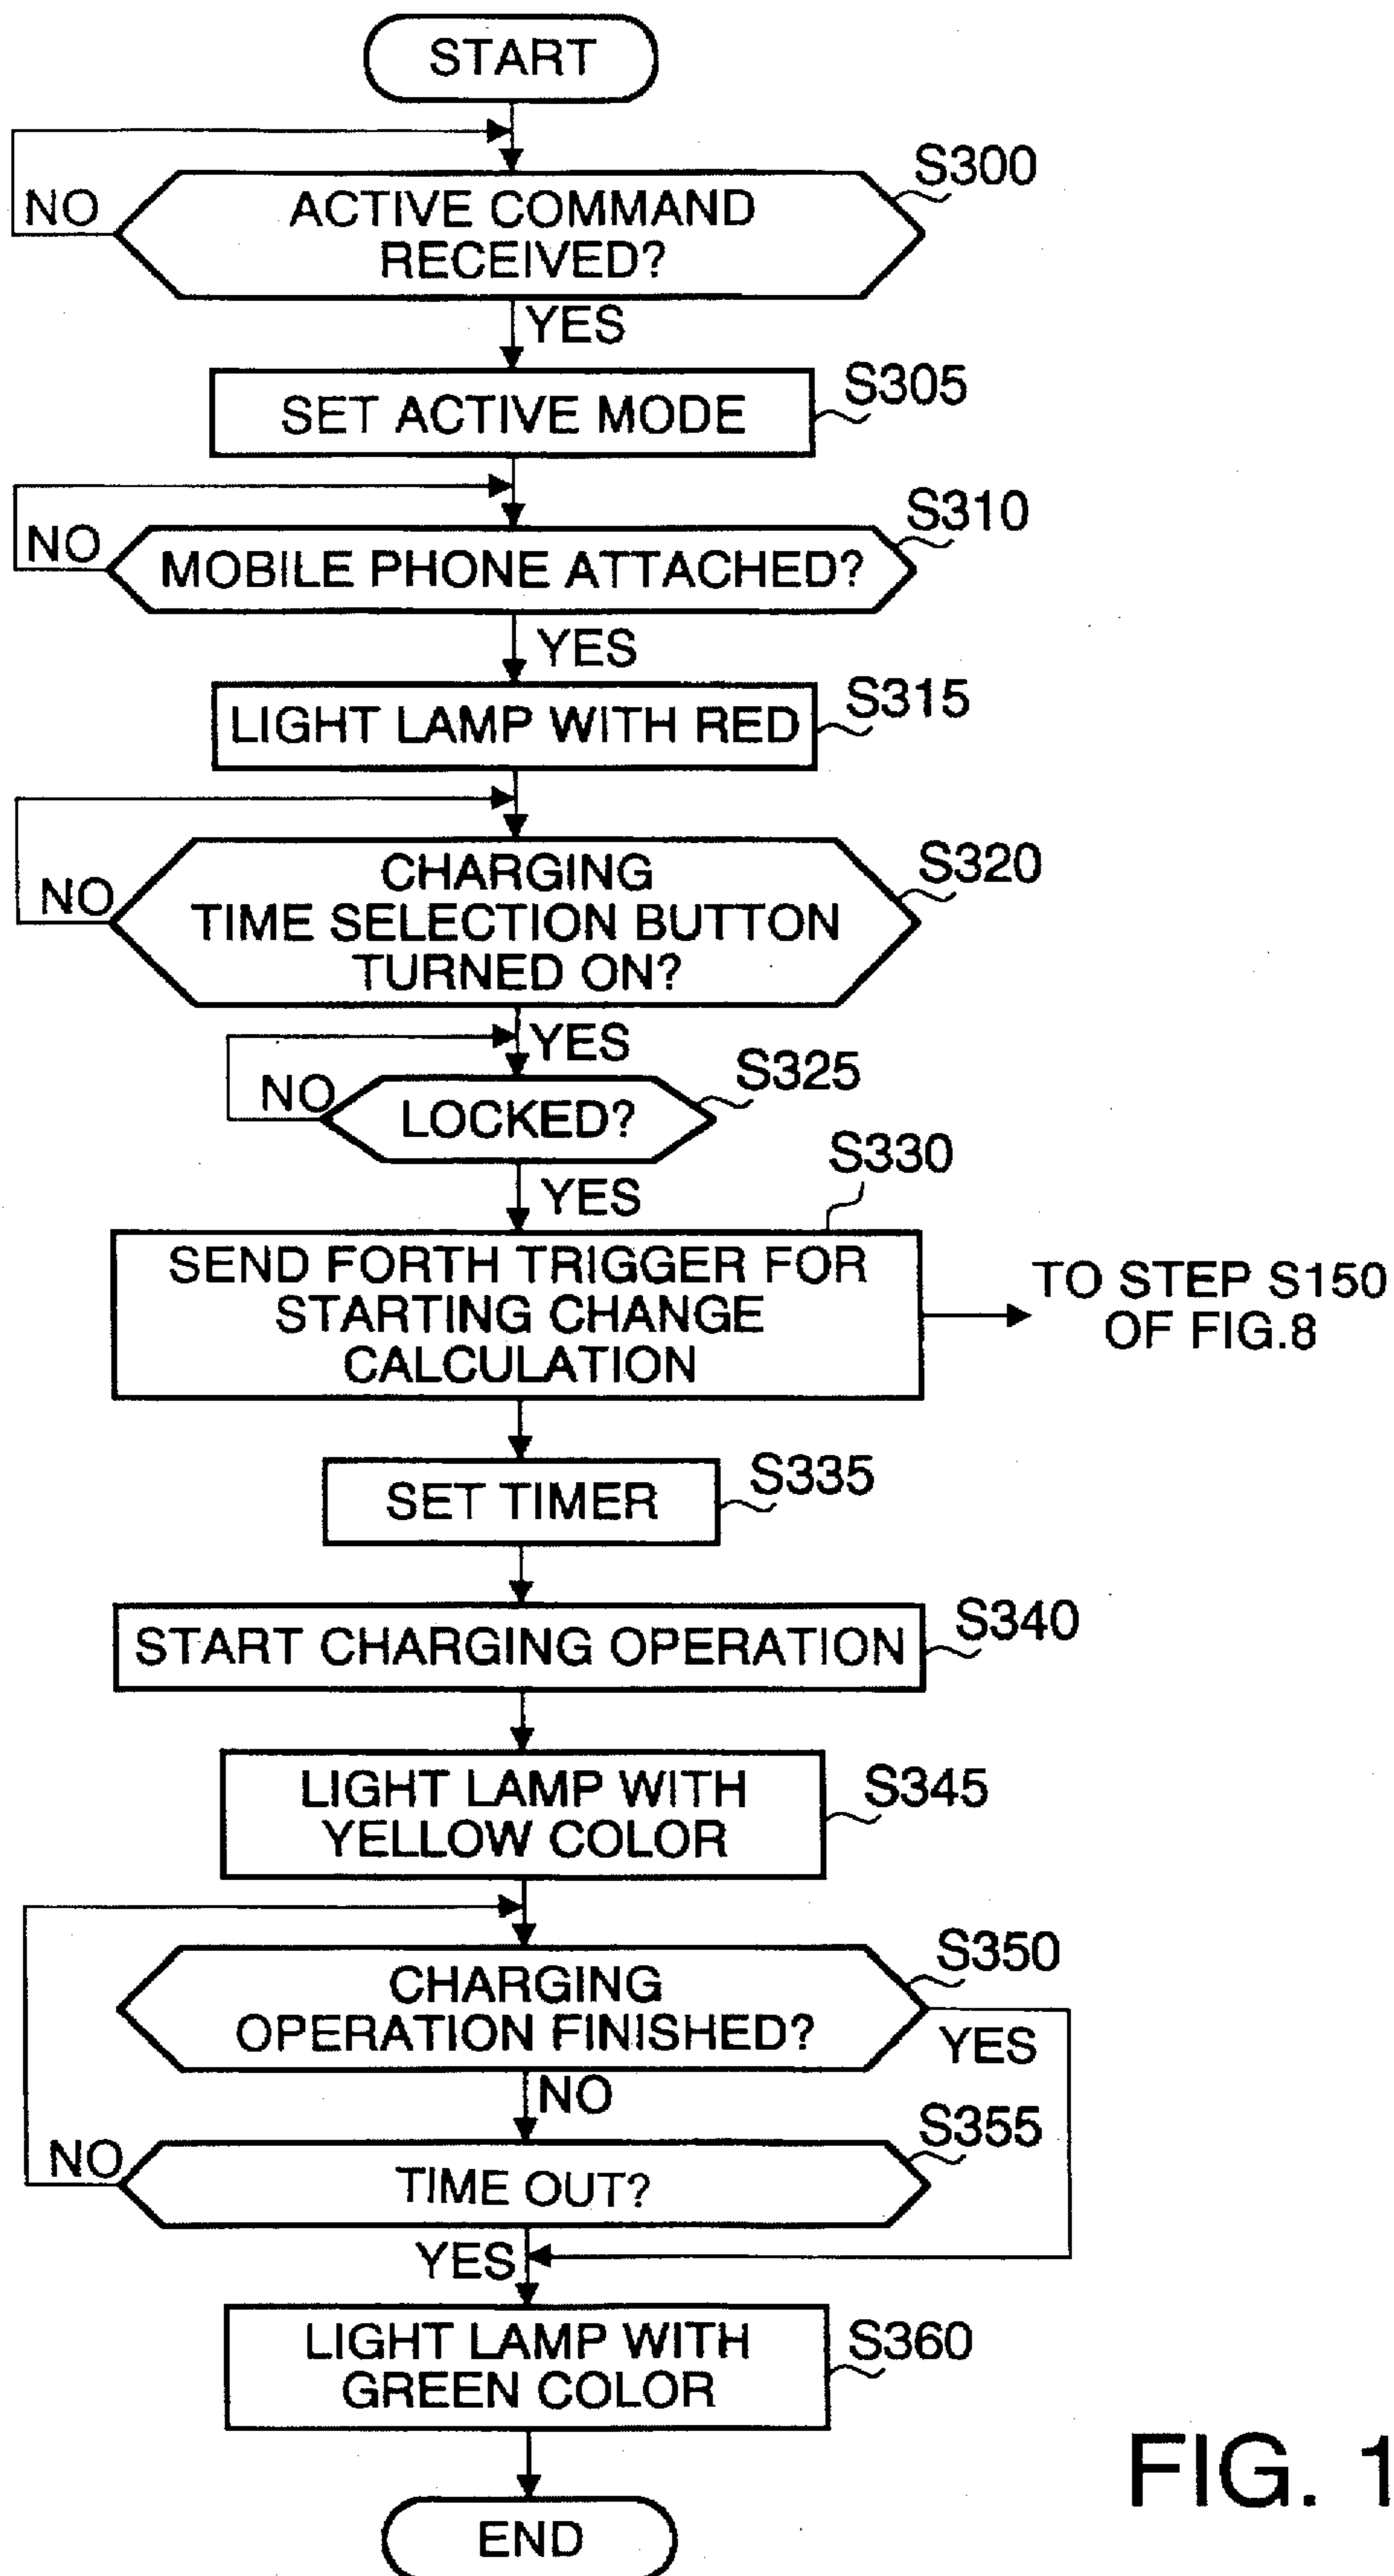 START
NO
S300
ACTIVE COMMAND
RECEIVED?
YES
S305
SET ACTIVE MODE
S310
NO
MOBILE PHONE ATTACHED?
YES
S315
LIGHT LAMP WITH RED
S320
CHARGING
NO
TIME SELECTION BUTTON
TURNED ON?
YES
S325
NO
LOCKED?
S330
YES
SEND FORTH TRIGGER FOR
STARTING CHANGE
CALCULATION
TO STEP S150
OF FIG.8
S335
SET TIMER
S340
START CHARGING OPERATION
LIGHT LAMP WITH
YELLOW COLOR
S345
S350
CHARGING
OPERATION FINISHED?
YES
NO
S355
NO
TIME OUT?
YES
LIGHT LAMP WITH
GREEN COLOR
S360
FIG. 1
END